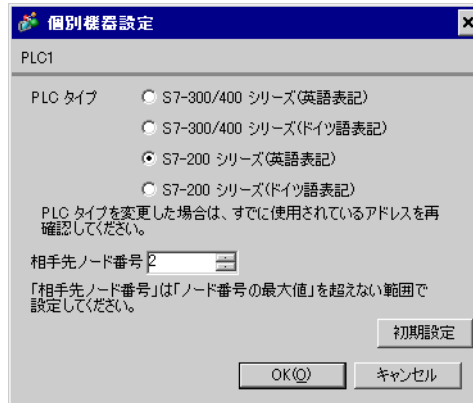 個別機器設定
PLC1
PLC タイプ
S7-300/400 シリーズ(英語表記)
S7-300/400 シリーズ(ドイツ語表記)
S7-200 シリーズ(英語表記)
S7-200 シリーズ(ドイツ語表記)
PLC タイプを変更した場合は、すでに使用されているアドレスを再
確認してください。
相手先ノード番号 2
「相手先ノード番号」は「ノード番号の最大値」を超えない範囲で
設定してください。
初期設定
OK(O) キャンセル